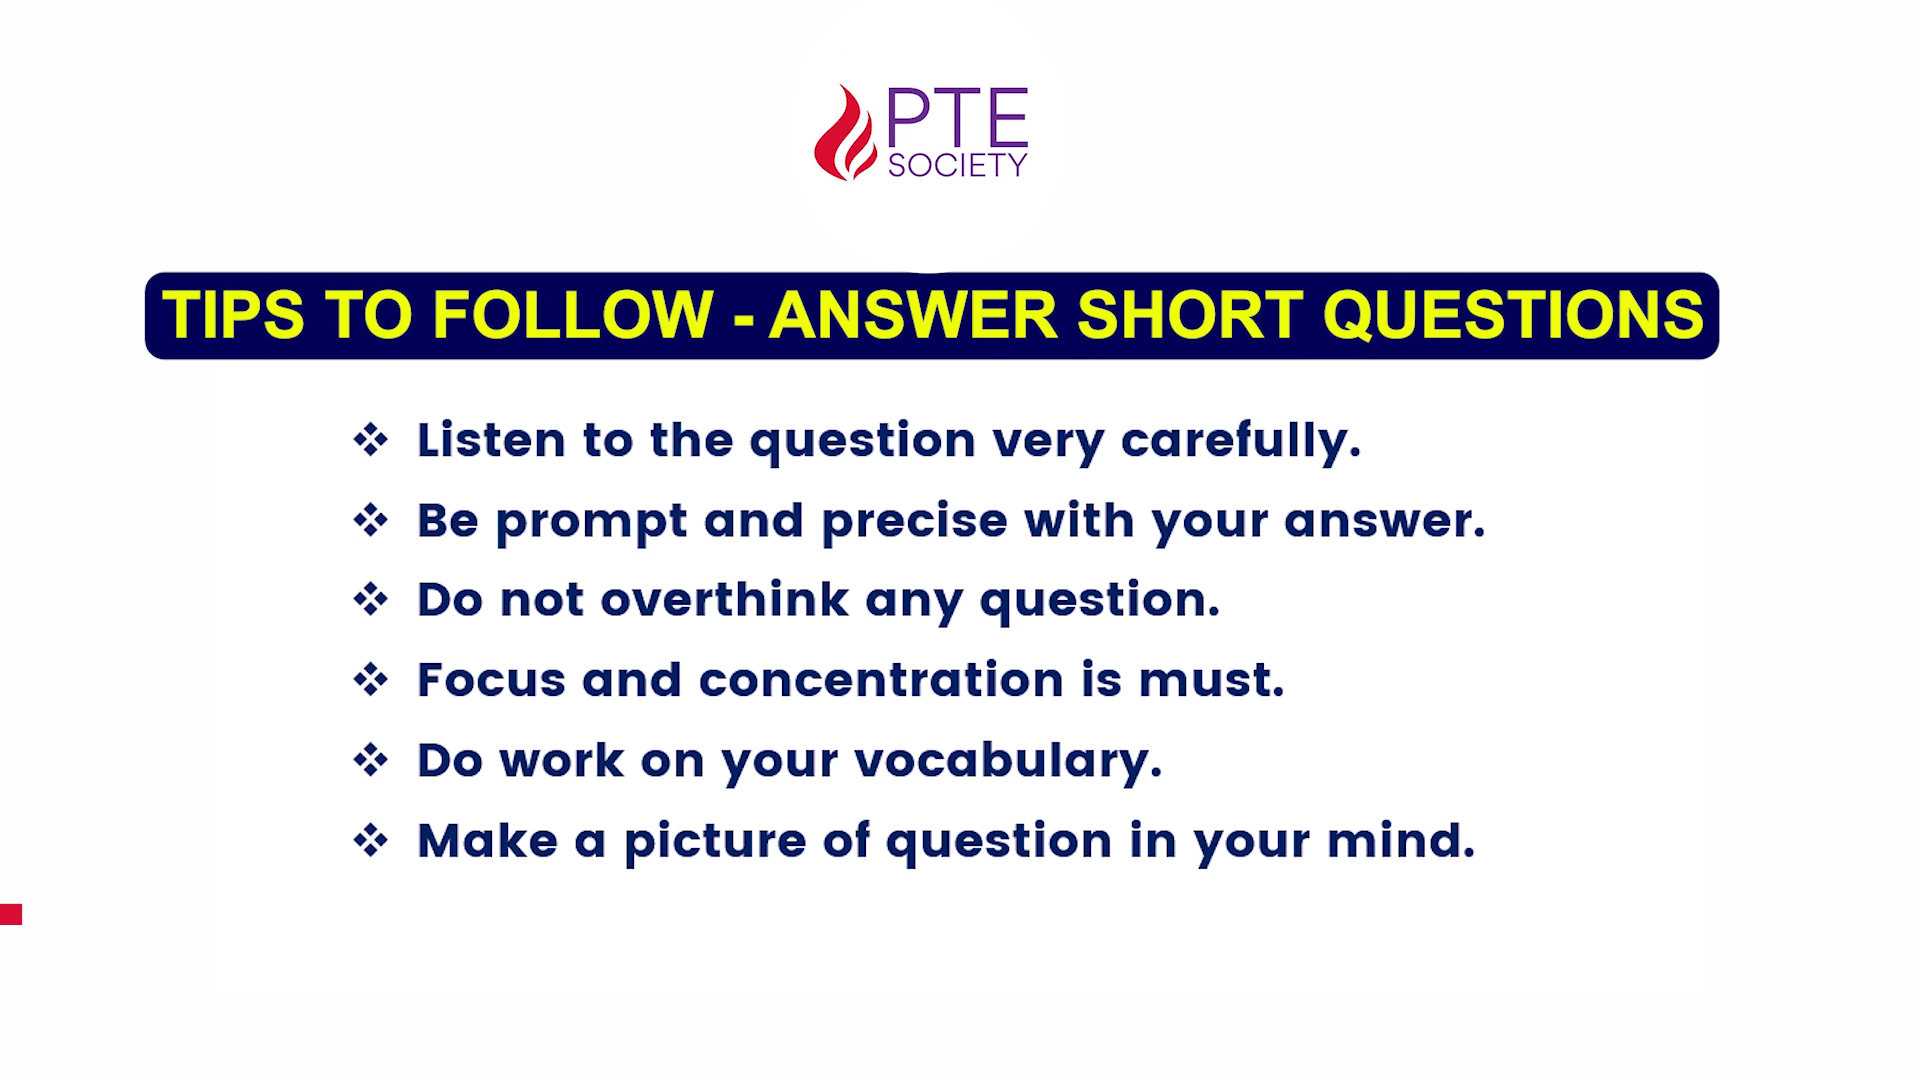 PTE
SOCIETY
TIPS TO FOLLOW - ANSWER SHORT QUESTIONS
❖ Listen to the question very carefully.
❖ Be prompt and precise with your answer.
❖ Do not overthink any question.
❖ Focus and concentration is must.
❖ Do work on your vocabulary.
❖ Make a picture of question in your mind.